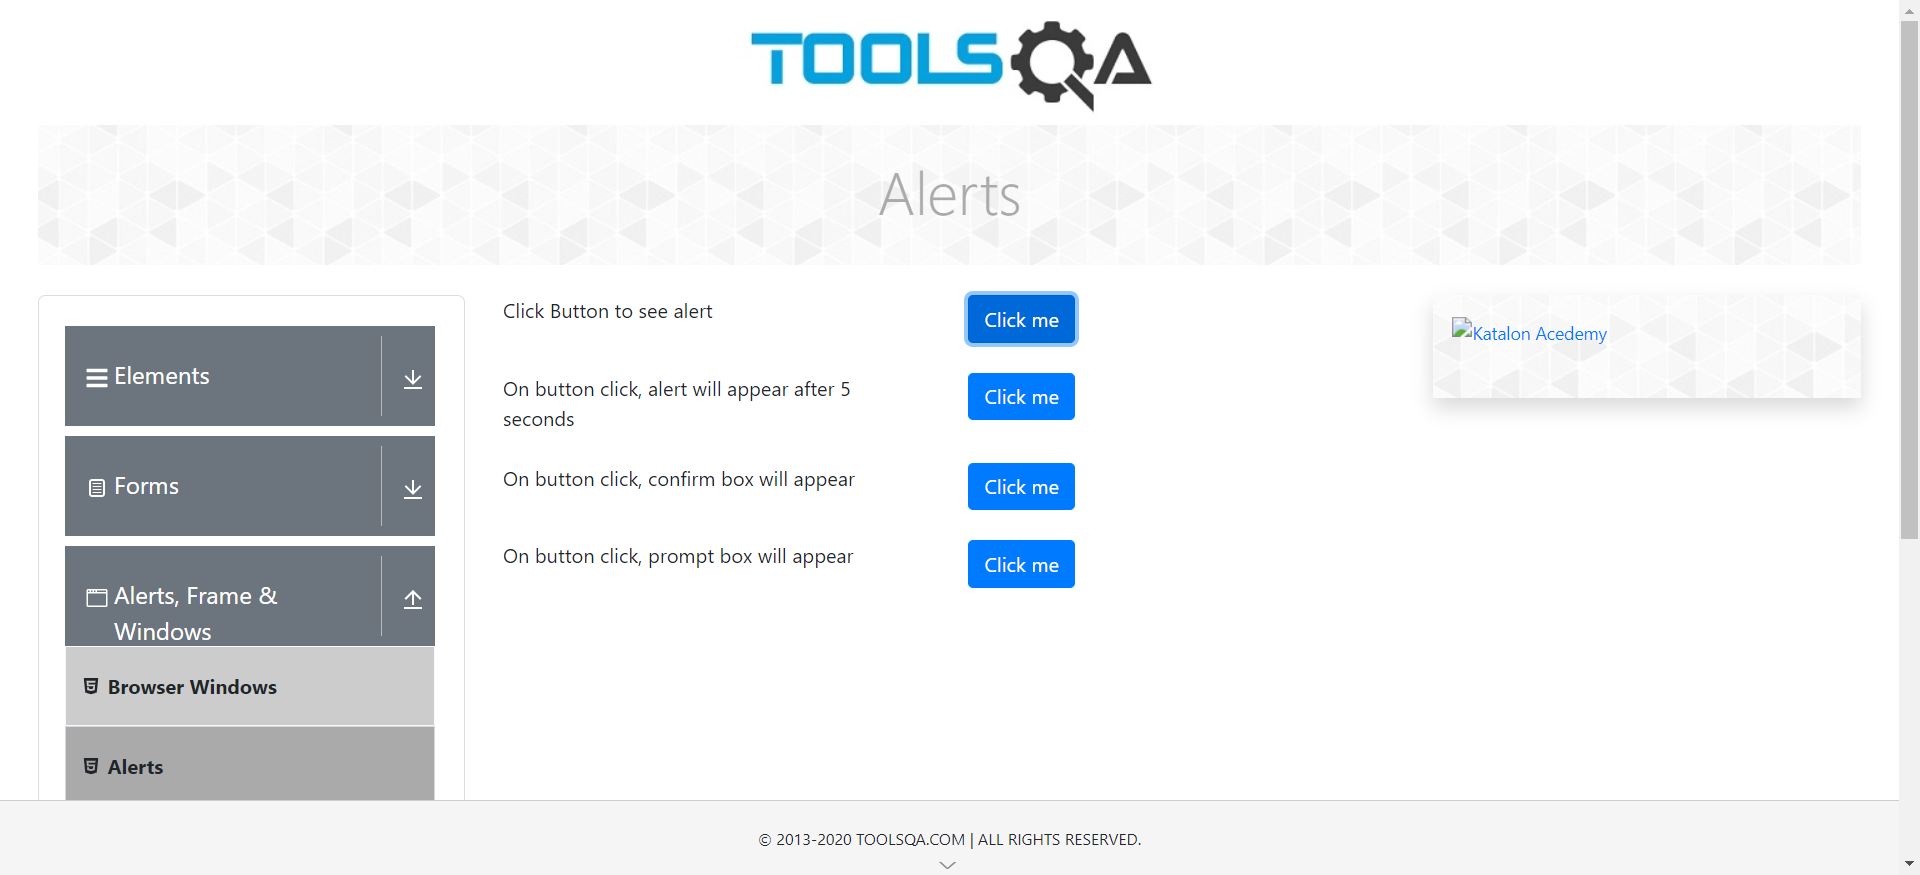 TOOLSQA
Alerts
Elements
Forms
Alerts, Frame &
Windows
Browser Windows
Alerts
Click Button to see alert
Click me
On button click, alert will appear after 5
seconds
Click me
On button click, confirm box will appear
Click me
On button click, prompt box will appear
Click me
Katalon Acedemy
© 2013-2020 TOOLSQA.COM | ALL RIGHTS RESERVED.